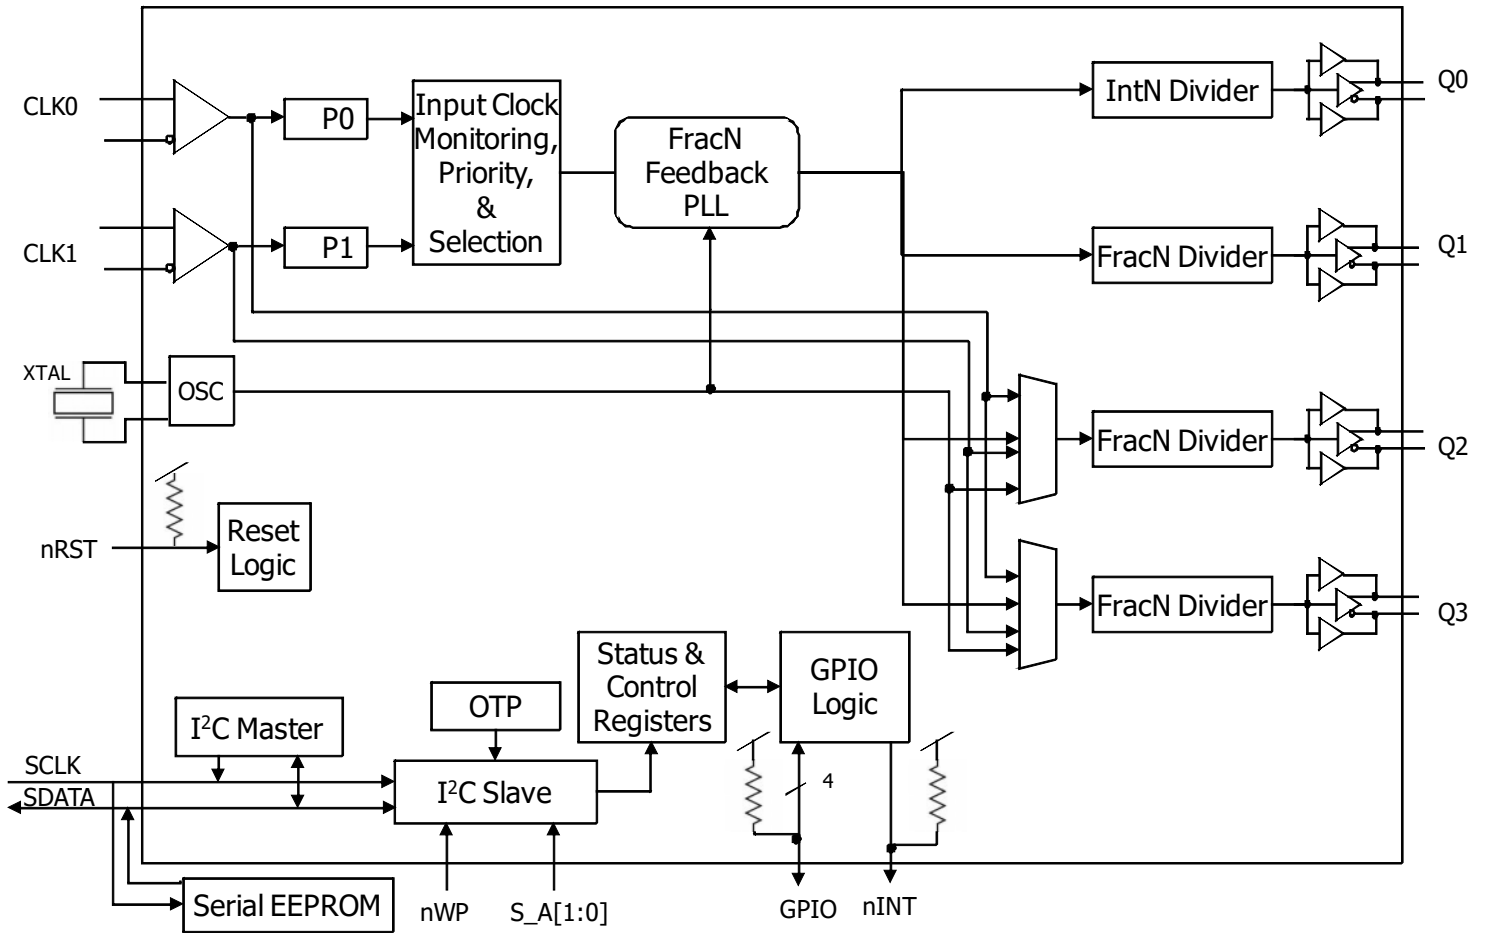 CLK0
P0
Input Clock
Monitoring,
Priority,
&
Selection
FracN
Feedback
PLL
IntN Divider
Q0
CLK1
P1
FracN Divider
Q1
XTAL
OSC
FracN Divider
Q2
nRST
Reset
Logic
FracN Divider
Q3
Status &
Control
Registers
GPIO
Logic
OTP
I²C Master
SCLK
SDATA
I²C Slave
4
Serial EEPROM
nWP
S_A[1:0]
GPIO
nINT